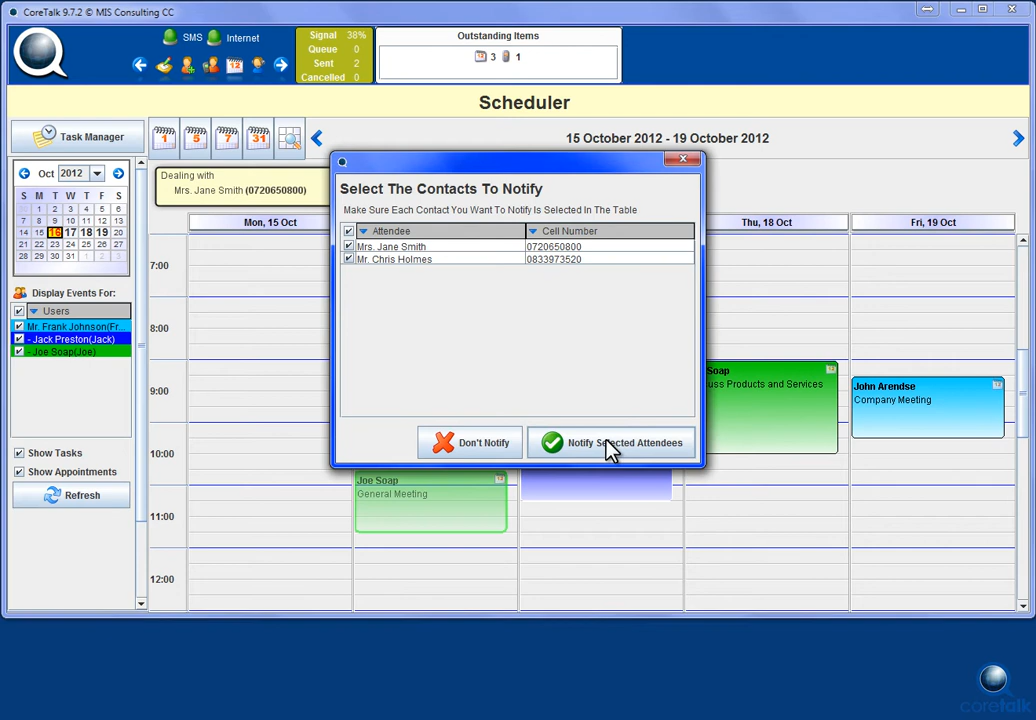 CoreTalk 9.7.2 © MIS Consulting CC
SMS Internet
Signal 38%
Queue 0
Sent 2
Cancelled 0
Outstanding Items
12 3 1
12
Scheduler
Task Manager
1 5 7 31
15 October 2012 - 19 October 2012
Oct 2012
S M T W T F S
30 1 2 3 4 5 6
7 8 9 10 11 12 13
14 15 16 17 18 19 20
21 22 23 24 25 26 27
28 29 30 31 1 2 3
Dealing with
Mrs. Jane Smith (0720650800)
Mon, 15 Oct
Thu, 18 Oct
Fri, 19 Oct
Display Events For:
Users
Mr. Frank Johnson(Fr...
- Jack Preston(Jack)
- Joe Soap(Joe)
Show Tasks
Show Appointments
Refresh
7:00
8:00
9:00
10:00
11:00
12:00
Select The Contacts To Notify
Make Sure Each Contact You Want To Notify Is Selected In The Table
Attendee Cell Number
Mrs. Jane Smith 0720650800
Mr. Chris Holmes 0833973520
Don't Notify
Notify Selected Attendees
Soap
uss Products and Services
John Arendse
Company Meeting
Joe Soap
General Meeting
coretalk